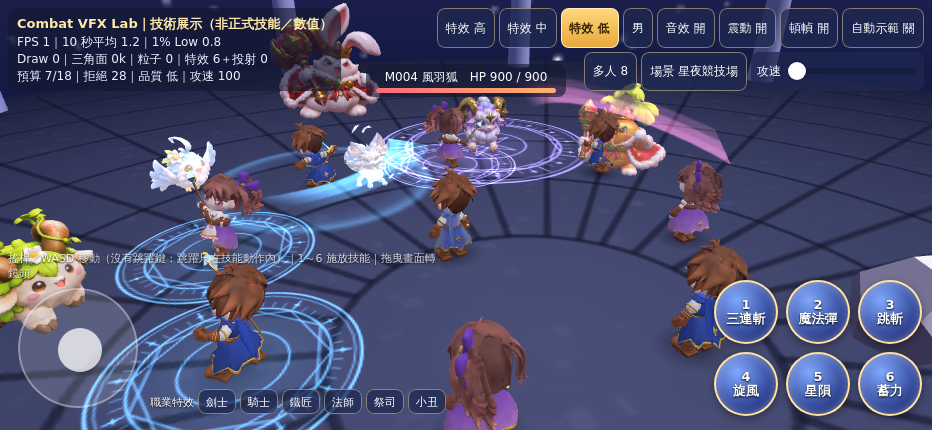 Combat VFX Lab｜技術展示（非正式技能／數值）
FPS 1｜10 秒平均 1.2｜1% Low 0.8
Draw 0｜三角面 0k｜粒子 0｜特效 6＋投射 0
預算 7/18｜拒絕 28｜品質 低｜攻速 100
特效 高
特效 中
特效 低
男
音效 開
震動 開
頓幀 開
自動示範 關
多人 8
場景 星夜競技場
攻速
M004 風羽狐 HP 900 / 900
搖桿／WASD 移動（沒有跳躍鍵；跳躍只在技能動作內）｜1~6 施放技能｜拖曳畫面轉
鏡頭
1
三連斬
2
魔法彈
3
跳斬
4
旋風
5
星隕
6
蓄力
職業特效
劍士
騎士
鐵匠
法師
祭司
小丑